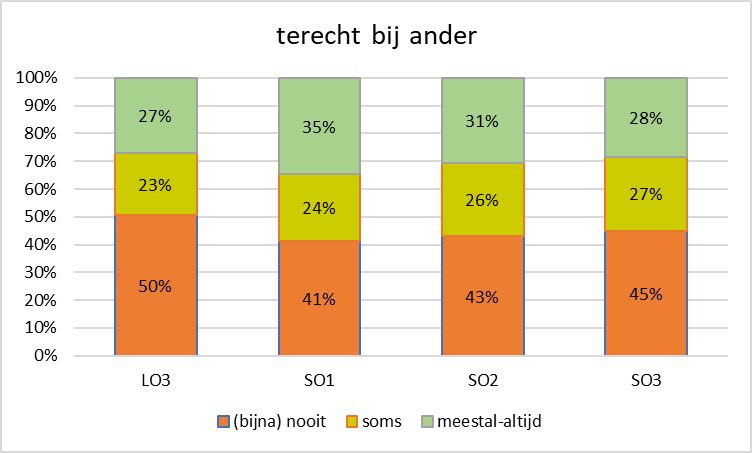 terecht bij ander
100%
90%
80%
70%
60%
50%
40%
30%
20%
10%
0%
27% 35% 31% 28%
23% 24% 26% 27%
50% 41% 43% 45%
LO3 SO1 SO2 SO3
(bijna) nooit soms meestal-altijd